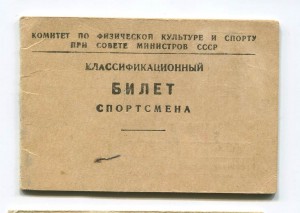 КОМИТЕТ ПО ФИЗИЧЕСКОЙ КУЛЬТУРЕ И СПОРТУ
ПРИ СОВЕТЕ МИНИСТРОВ СССР
КЛАССИФИКАЦИОННЫЙ
БИЛЕТ
СПОРТСМЕНА